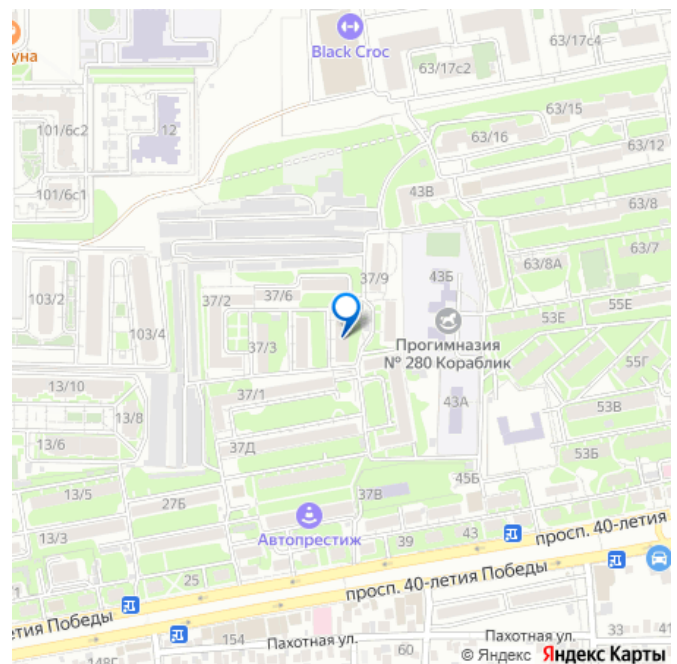 уна
Black Croc
63/17с4
63/17с2
63/15
101/6с2
12
63/16
63/12
101/6с1
43В
63/8
63/7
37/9
43Б
63/8А
103/2
37/2
37/6
55Е
103/4
53Е
37/3
Прогимназия
№ 280 Кораблик
55Г
13/10
37/1
43А
53В
13/8
13/6
37Д
53Б
45Б
13/5
27Б
37В
13/3
Автопрестиж
39
43
просп. 40-летия
25
просп. 40-летия Победы
етия Победы
154
Пахотная ул.
Пахотная ул.
33
41
60
148Г
© Яндекс Яндекс Карты